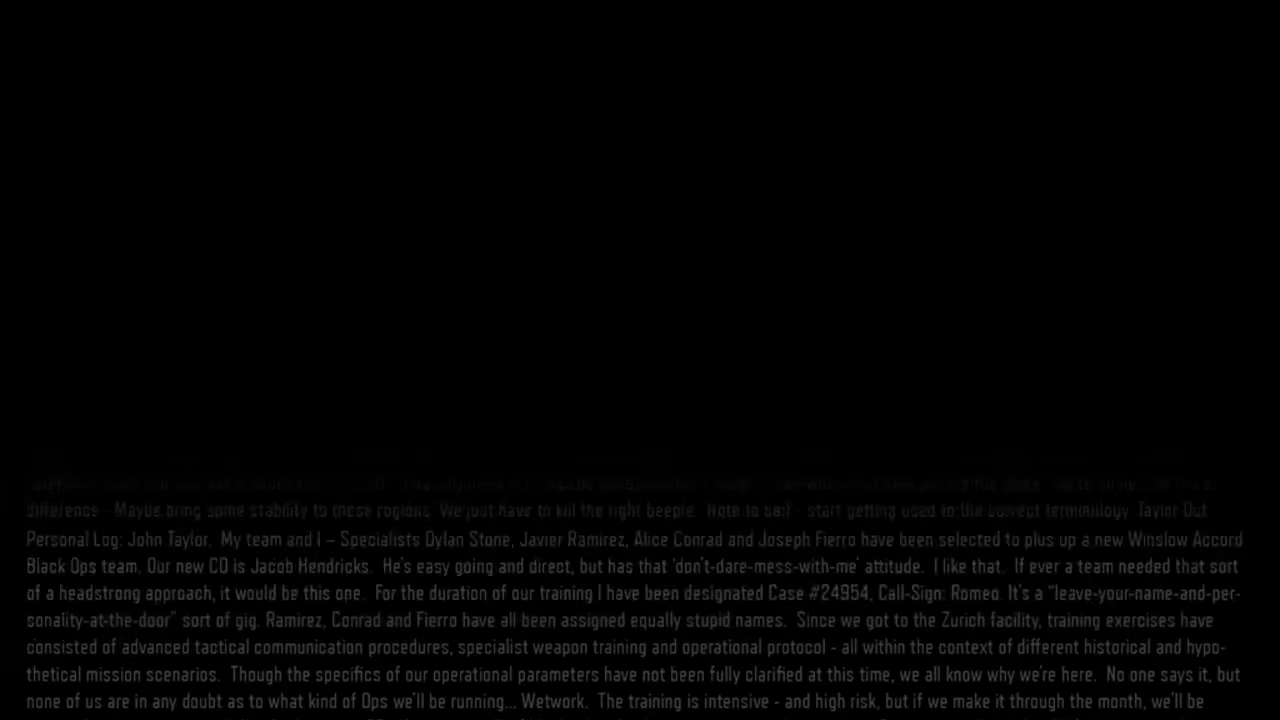 difference - Maybe bring some stability to these regions. We just have to kill the right people. Note to self - start getting used to the correct terminology. Taylor Out
Personal Log: John Taylor. My team and I – Specialists Dylan Stone, Javier Ramirez, Alice Conrad and Joseph Fierro have been selected to plus up a new Winslow Accord
Black Ops team. Our new CO is Jacob Hendricks. He's easy going and direct, but has that 'don't-dare-mess-with-me' attitude. I like that. If ever a team needed that sort
of a headstrong approach, it would be this one. For the duration of our training I have been designated Case #24954, Call-Sign: Romeo. It's a "leave-your-name-and-per-
sonality-at-the-door" sort of gig. Ramirez, Conrad and Fierro have all been assigned equally stupid names. Since we got to the Zurich facility, training exercises have
consisted of advanced tactical communication procedures, specialist weapon training and operational protocol - all within the context of different historical and hypo-
thetical mission scenarios. Though the specifics of our operational parameters have not been fully clarified at this time, we all know why we're here. No one says it, but
none of us are in any doubt as to what kind of Ops we'll be running... Wetwork. The training is intensive - and high risk, but if we make it through the month, we'll be